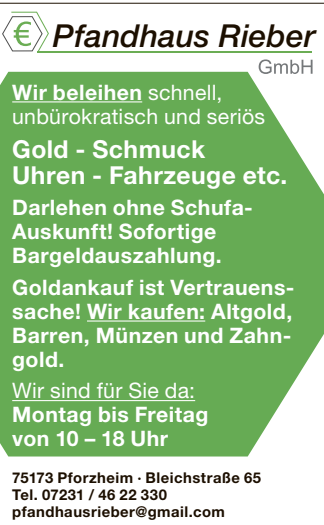 € Pfandhaus Rieber
GmbH
Wir beleihen schnell,
unbürokratisch und seriös
Gold - Schmuck
Uhren - Fahrzeuge etc.
Darlehen ohne Schufa-
Auskunft! Sofortige
Bargeldauszahlung.
Goldankauf ist Vertrauens-
sache! Wir kaufen: Altgold,
Barren, Münzen und Zahn-
gold.
Wir sind für Sie da:
Montag bis Freitag
von 10 – 18 Uhr
75173 Pforzheim · Bleichstraße 65
Tel. 07231 / 46 22 330
pfandhausrieber@gmail.com